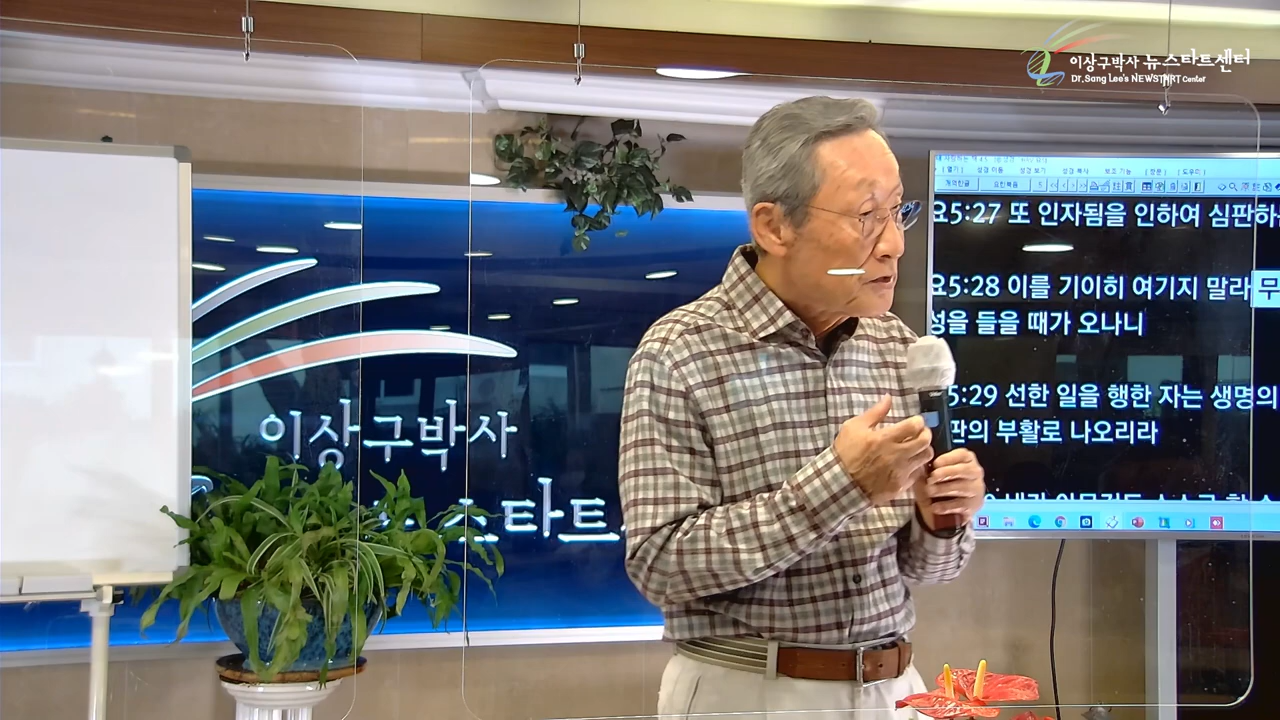 이상구박사 뉴스타트센터
Dr. Sang Lee's NEWSTART Center
이상구박사
스타트
개역한글
요5:27 또 인자됨을 인하여 심판하
요5:28 이를 기이히 여기지 말라 무
성을 들을 때가 오나니
5:29 선한 일을 행한 자는 생명의
판의 부활로 나오리라